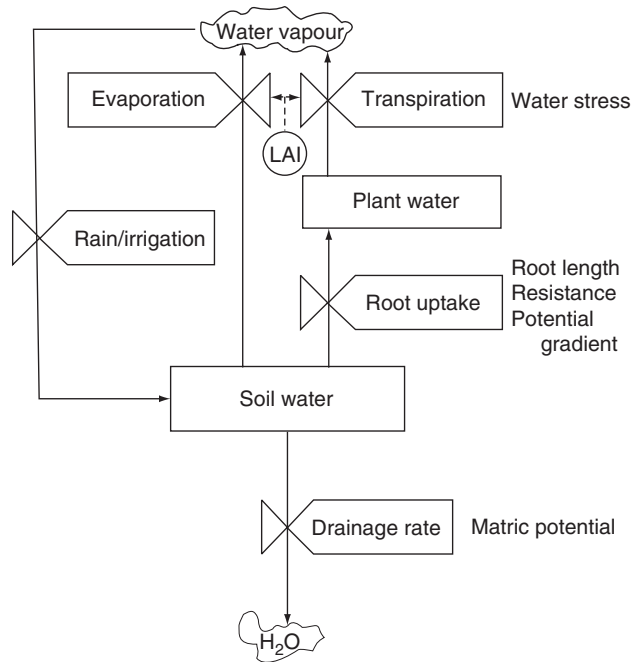 Water vapour
Evaporation
Transpiration
Water stress
LAI
Plant water
Rain/irrigation
Root length
Resistance
Potential
gradient
Root uptake
Soil water
Drainage rate
Matric potential
H₂O